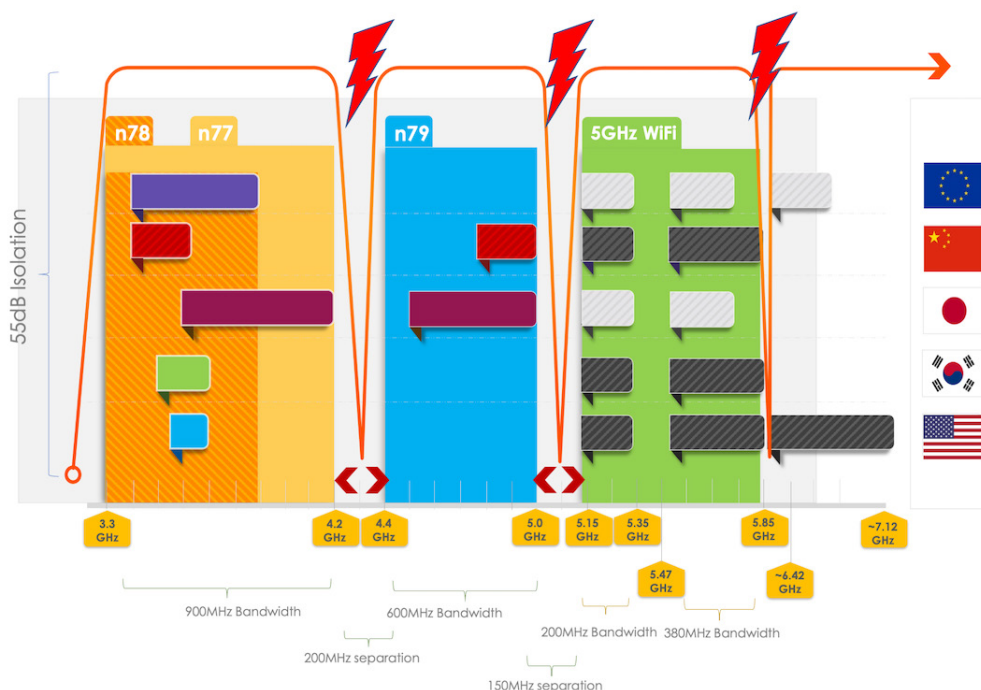 n78
n77
n79
5GHz WiFi
55dB Isolation
3.3
GHz
4.2
GHz
4.4
GHz
5.0
GHz
5.15
GHz
5.35
GHz
5.85
GHz
~7.12
GHz
5.47
GHz
~6.42
GHz
900MHz Bandwidth
600MHz Bandwidth
200MHz Bandwidth
380MHz Bandwidth
200MHz separation
150MHz separation